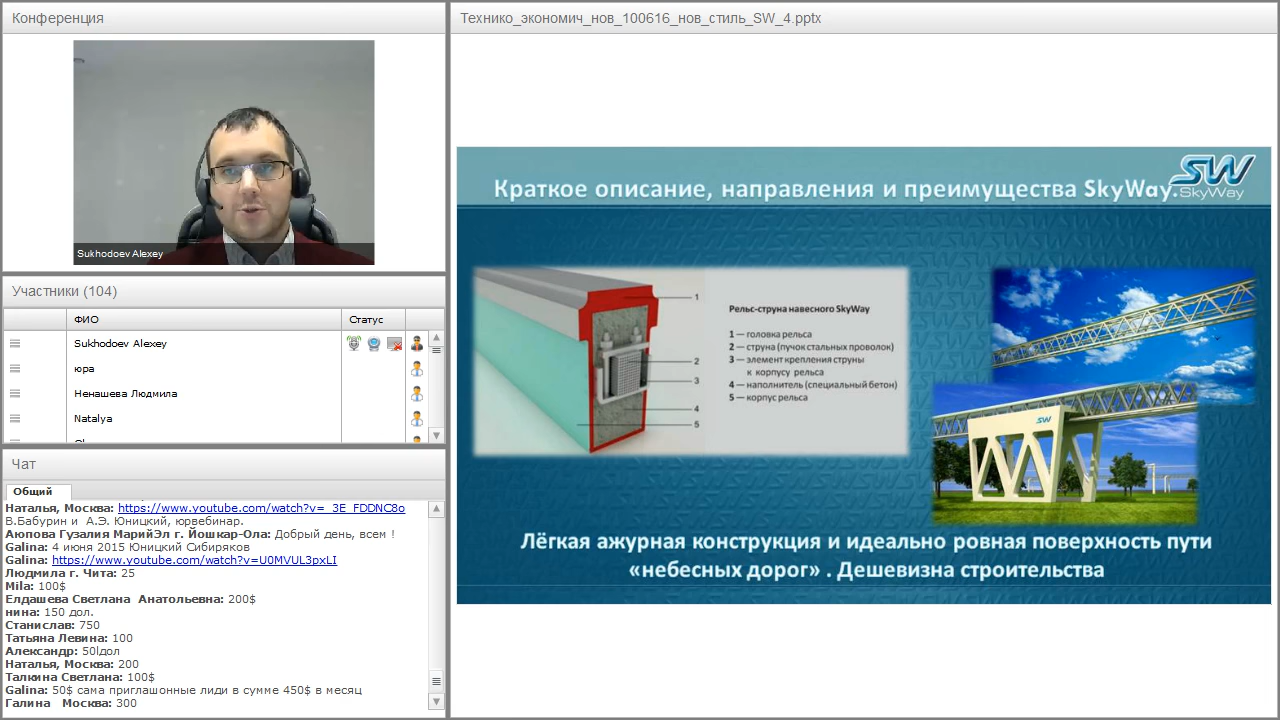 Конференция
Sukhodoev Alexey
Участники (104)
ФИО
Статус
Sukhodoev Alexey
юра
Ненашева Людмила
Natalya
Чат
Общий
Наталья, Москва: https://www.youtube.com/watch?v=_3E_FDDNC8o
В.Бабурин и А.Э. Юницкий, юрвебинар.
Аюпова Гузалия МарийЭл г. Йошкар-Ола: Добрый день, всем !
Galina: 4 июня 2015 Юницкий Сибиряков
Galina: https://www.youtube.com/watch?v=U0MVUL3pxLI
Людмила г. Чита: 25
Mila: 100$
Елдашева Светлана Анатольевна: 200$
нина: 150 дол.
Станислав: 750
Татьяна Левина: 100
Александр: 50lдол
Наталья, Москва: 200
Талкина Светлана: 100$
Galina: 50$ сама приглашонные лиди в сумме 450$ в месяц
Галина Москва: 300
Технико_экономич_нов_100616_нов_стиль_SW_4.pptx
Краткое описание, направления и преимущества SkyWay.
SW
SkyWay
1
2
3
4
5
Рельс-струна навесного SkyWay
1 — головка рельса
2 — струна (пучок стальных проволок)
3 — элемент крепления струны
к корпусу рельса
4 — наполнитель (специальный бетон)
5 — корпус рельса
SW
Лёгкая ажурная конструкция и идеально ровная поверхность пути
«небесных дорог» . Дешевизна строительства